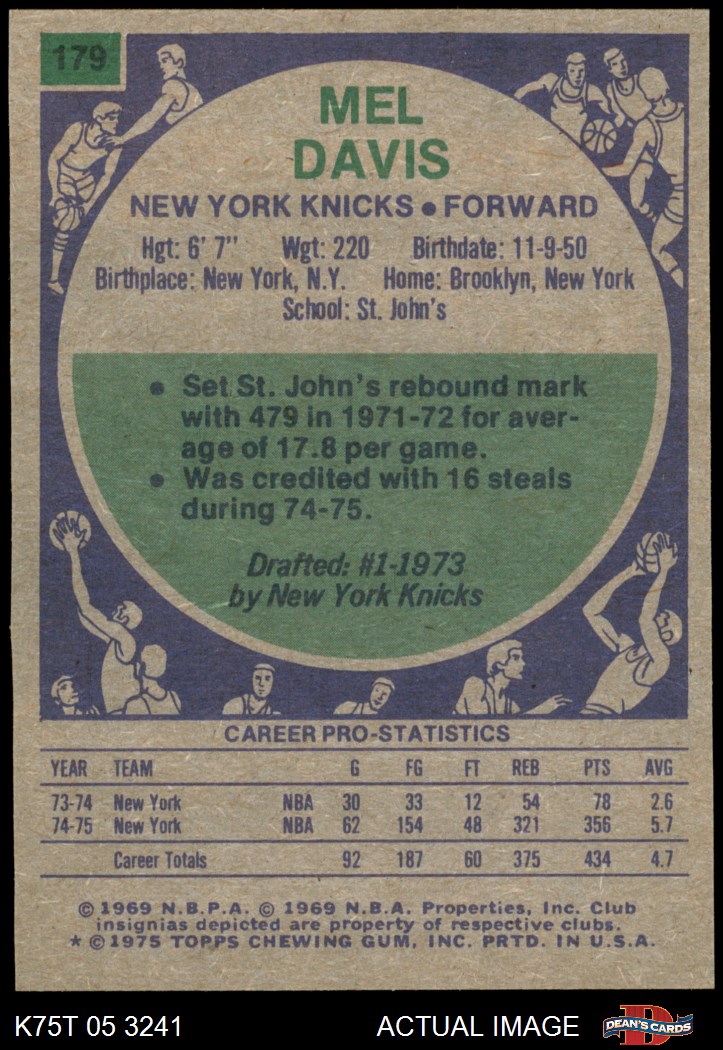 179
MEL
DAVIS
NEW YORK KNICKS • FORWARD
Hgt: 6' 7" Wgt: 220 Birthdate: 11-9-50
Birthplace: New York, N.Y. Home: Brooklyn, New York
School: St. John's
• Set St. John's rebound mark
with 479 in 1971-72 for aver-
age of 17.8 per game.
• Was credited with 16 steals
during 74-75.
Drafted: #1-1973
by New York Knicks
CAREER PRO-STATISTICS
YEAR TEAM G FG FT REB PTS AVG
73-74 New York NBA 30 33 12 54 78 2.6
74-75 New York NBA 62 154 48 321 356 5.7
Career Totals 92 187 60 375 434 4.7
© 1969 N.B.P.A. © 1969 N.B.A. Properties, Inc. Club
insignias depicted are property of respective clubs.
* © 1975 TOPPS CHEWING GUM, INC. PRTD. IN U.S.A.
K75T 05 3241 ACTUAL IMAGE D DEAN'S CARDS